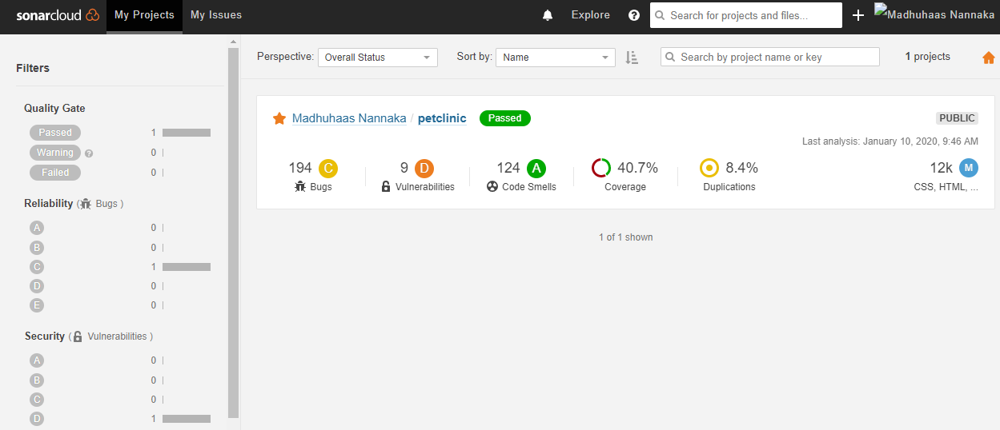 sonarcloud My Projects My Issues Explore ? Search for projects and files... + Madhuhaas Nannaka
Perspective: Overall Status Sort by: Name Search by project name or key 1 projects
Filters
Quality Gate
Passed 1
Warning ? 0
Failed 0
Reliability ( Bugs )
A 0
B 0
C 1
D 0
E 0
Security ( Vulnerabilities )
A 0
B 0
C 0
D 1
Madhuhaas Nannaka / petclinic Passed PUBLIC
Last analysis: January 10, 2020, 9:46 AM
194 C 9 D 124 A 40.7% 8.4% 12k M
Bugs Vulnerabilities Code Smells Coverage Duplications CSS, HTML, ...
1 of 1 shown